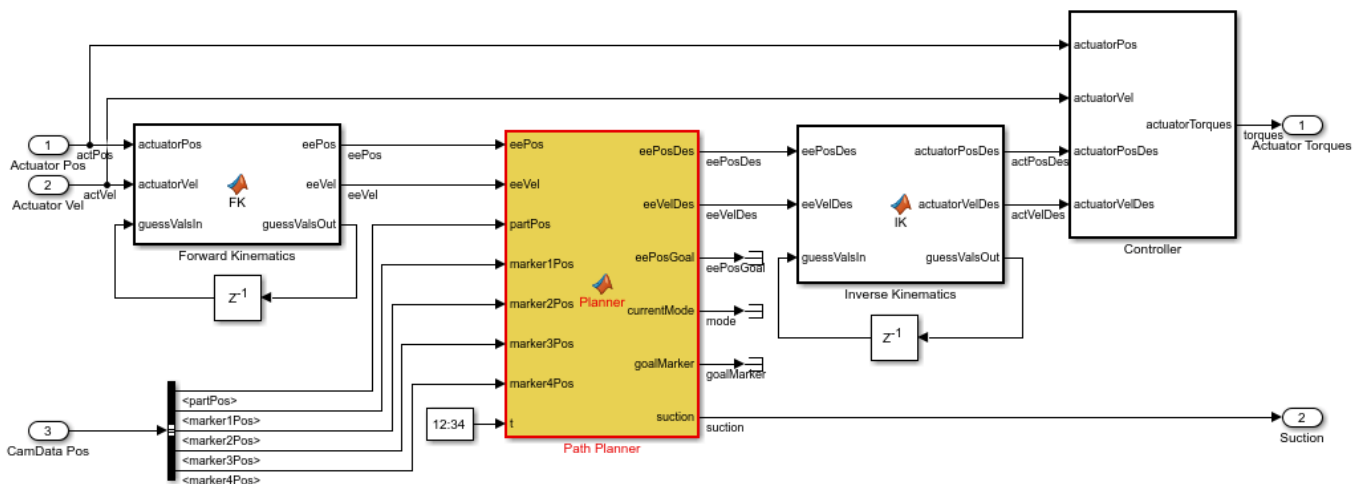 actuatorPos
actuatorVel
actuatorTorques
actuatorPosDes
actuatorVelDes
Controller
torques
1
Actuator Torques
1
Actuator Pos
actPos
2
Actuator Vel
actVel
actuatorPos
actuatorVel
guessValsIn
FK
eePos
eeVel
guessValsOut
Forward Kinematics
Z-1
eePos
eeVel
eePos
eeVel
partPos
marker1Pos
marker2Pos
marker3Pos
marker4Pos
t
Planner
eePosDes
eeVelDes
eePosGoal
currentMode
goalMarker
suction
Path Planner
eePosDes
eeVelDes
eePosGoal
mode
goalMarker
suction
eePosDes
eeVelDes
guessValsIn
IK
actuatorPosDes
actuatorVelDes
guessValsOut
Inverse Kinematics
Z-1
actPosDes
actVelDes
3
CamData Pos
<partPos>
<marker1Pos>
<marker2Pos>
<marker3Pos>
<marker4Pos>
12:34
2
Suction